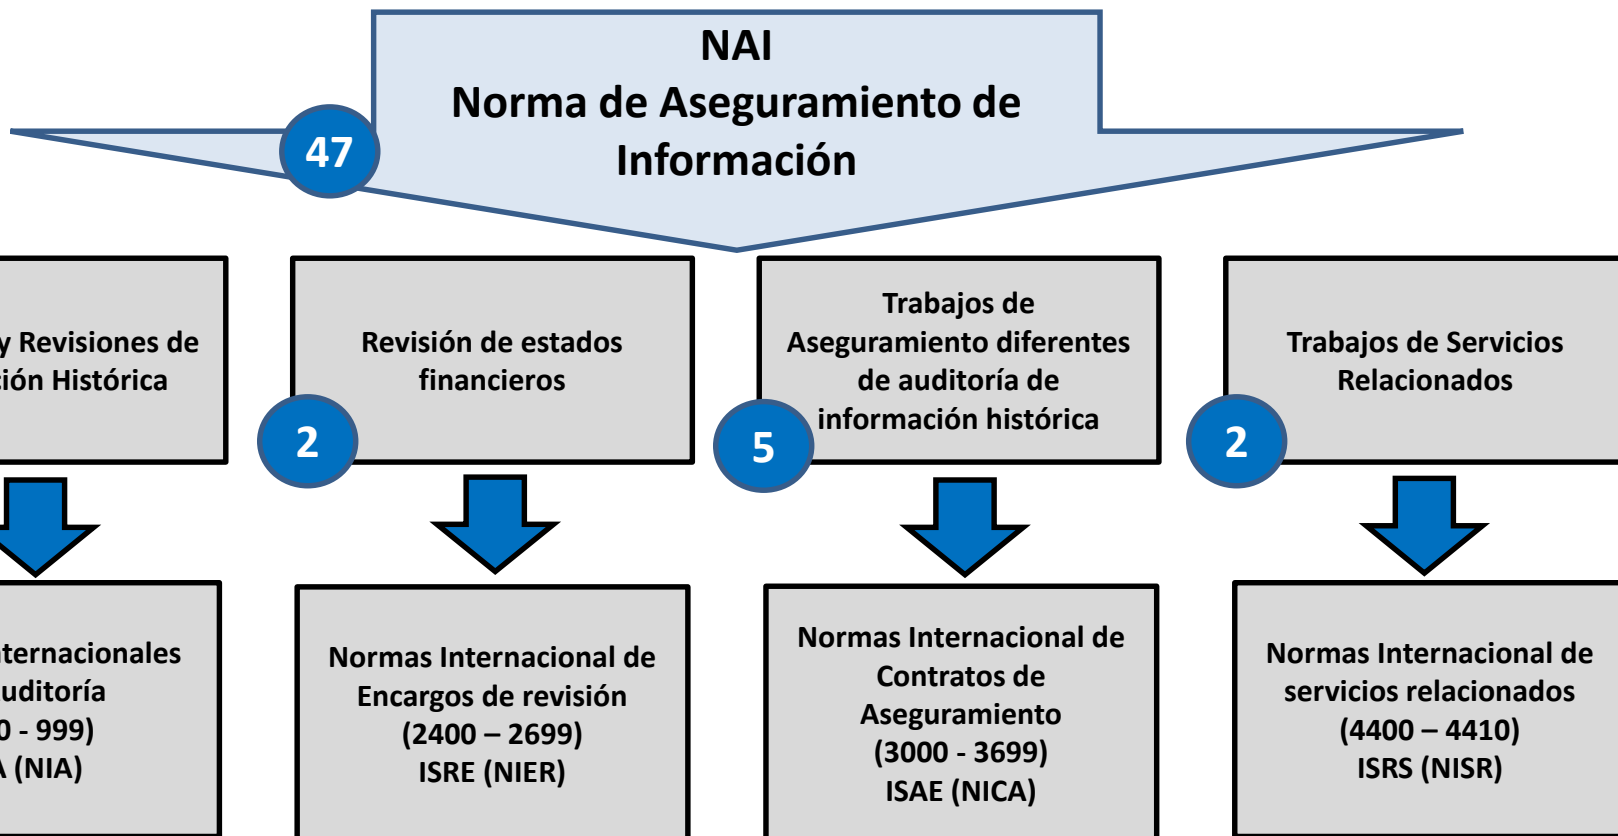 NAI
Norma de Aseguramiento de
Información
47
y Revisiones de
ción Histórica
Revisión de estados
financieros
2
Trabajos de
Aseguramiento diferentes
de auditoría de
información histórica
5
Trabajos de Servicios
Relacionados
2
nternacionales
uditoría
0 - 999)
(NIA)
Normas Internacional de
Encargos de revisión
(2400 – 2699)
ISRE (NIER)
Normas Internacional de
Contratos de
Aseguramiento
(3000 - 3699)
ISAE (NICA)
Normas Internacional de
servicios relacionados
(4400 – 4410)
ISRS (NISR)